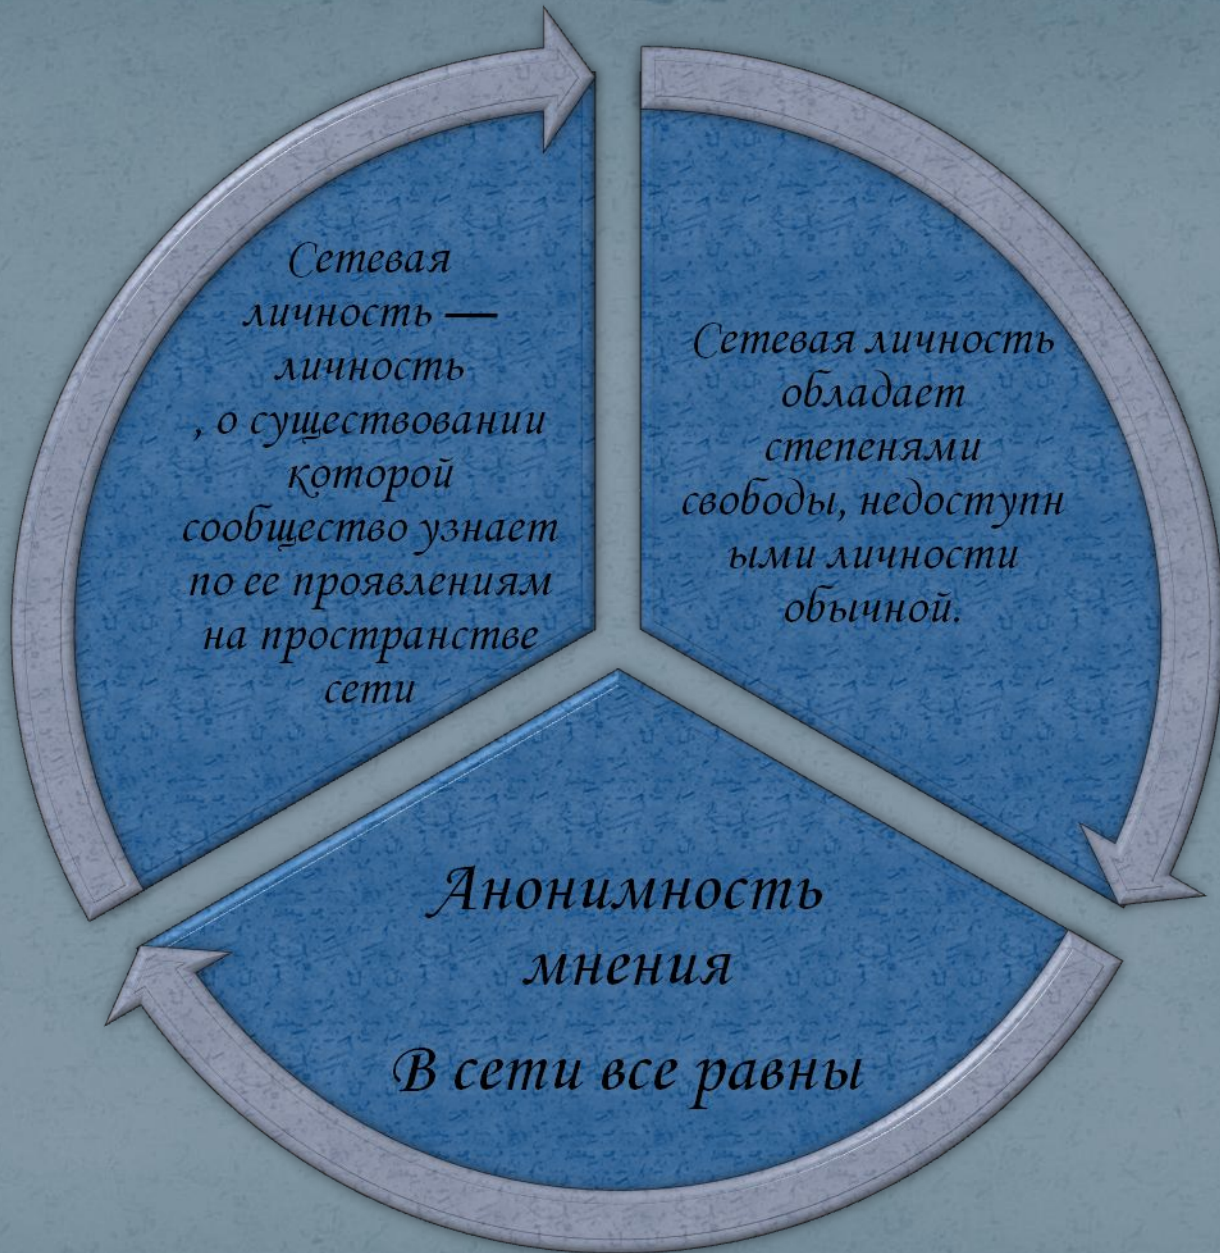 Сетевая
личность —
личность
, о существовании
которой
сообщество узнает
по ее проявлениям
на пространстве
сети
Сетевая личность
обладает
степенями
свободы, недоступн
ыми личности
обычной.
Анонимность
мнения
В сети все равны